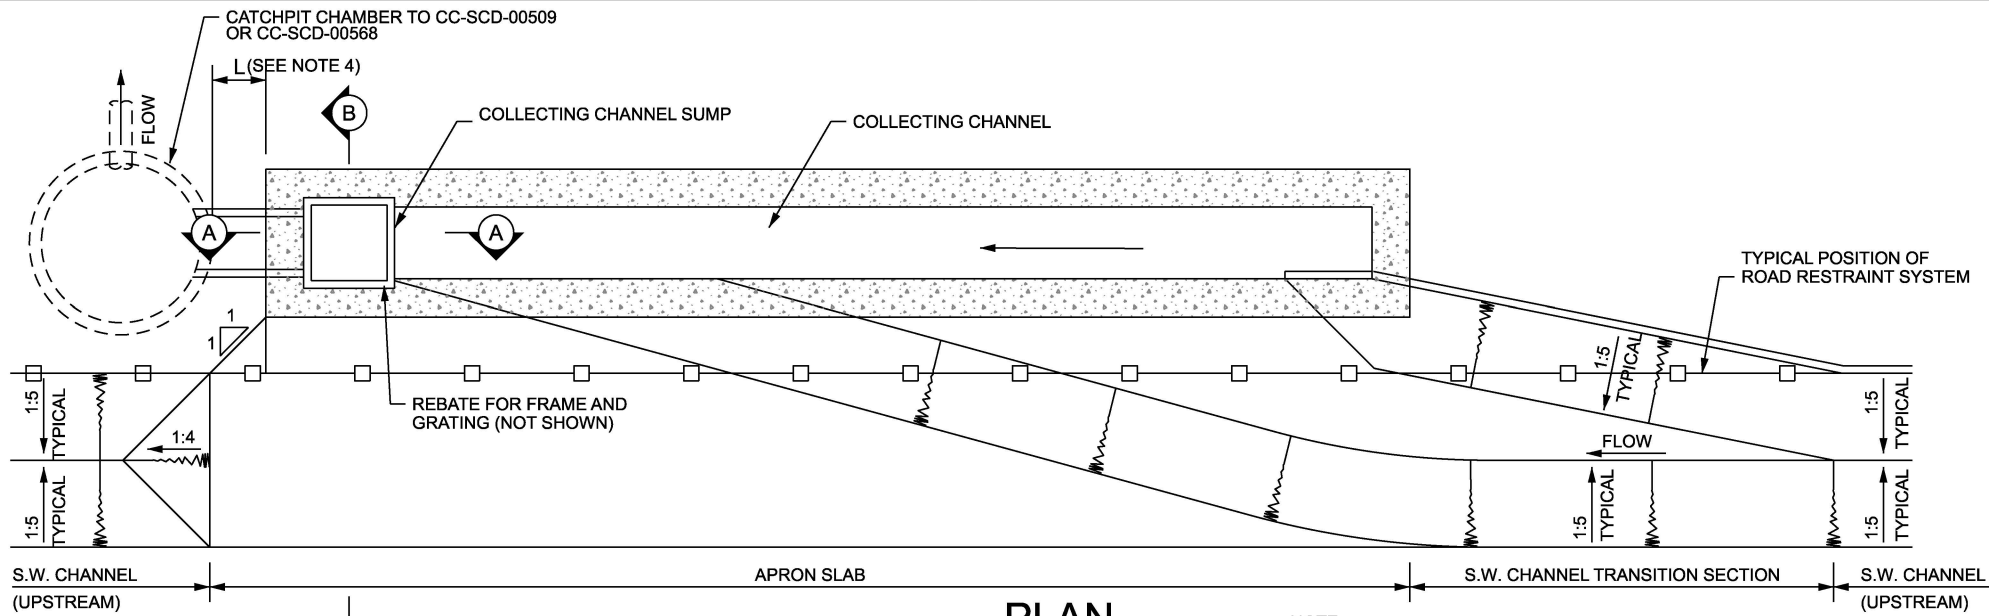 CATCHPIT CHAMBER TO CC-SCD-00509
OR CC-SCD-00568
L(SEE NOTE 4)
FLOW
B
COLLECTING CHANNEL SUMP
COLLECTING CHANNEL
A
A
TYPICAL POSITION OF
ROAD RESTRAINT SYSTEM
1
1
REBATE FOR FRAME AND
GRATING (NOT SHOWN)
1:5
TYPICAL
1:4
1:5
TYPICAL
1:5
TYPICAL
FLOW
1:5
TYPICAL
1:5
TYPICAL
1:5
TYPICAL
S.W. CHANNEL
(UPSTREAM)
APRON SLAB
S.W. CHANNEL TRANSITION SECTION
S.W. CHANNEL
(UPSTREAM)
PLAN